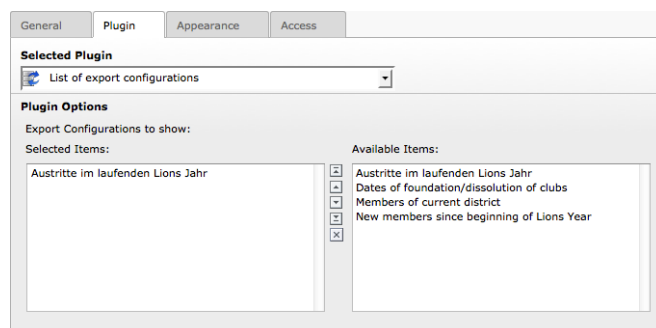 General Plugin Appearance Access
Selected Plugin
List of export configurations
Plugin Options
Export Configurations to show:
Selected Items: Available Items:
Austritte im laufenden Lions Jahr Austritte im laufenden Lions Jahr
Dates of foundation/dissolution of clubs
Members of current district
New members since beginning of Lions Year